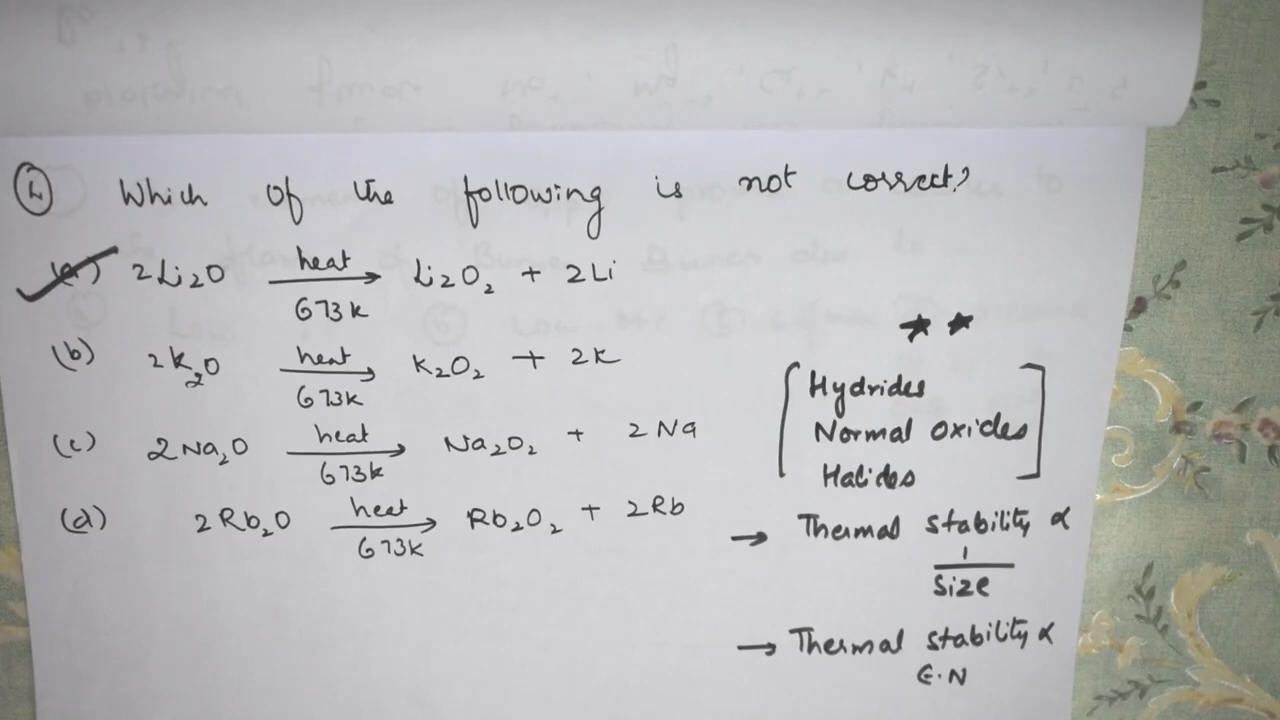 ④ Which of the following is not correct?
(a) 2Li₂O heat→673K Li₂O₂ + 2Li
(b) 2K₂O heat→673K K₂O₂ + 2K
(c) 2Na₂O heat→673K Na₂O₂ + 2Na
(d) 2Rb₂O heat→673K Rb₂O₂ + 2Rb
★ ★
Hydrides
Normal oxides
Halides
→ Thermal stability ∝
1
Size
→ Thermal stability ∝
E.N